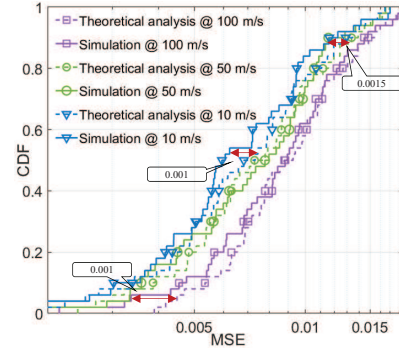 1
0.8
0.6
0.4
0.2
0
CDF
Theoretical analysis @ 100 m/s
Simulation @ 100 m/s
Theoretical analysis @ 50 m/s
Simulation @ 50 m/s
Theoretical analysis @ 10 m/s
Simulation @ 10 m/s
0.0015
0.001
0.001
0.005
0.01
0.015
MSE